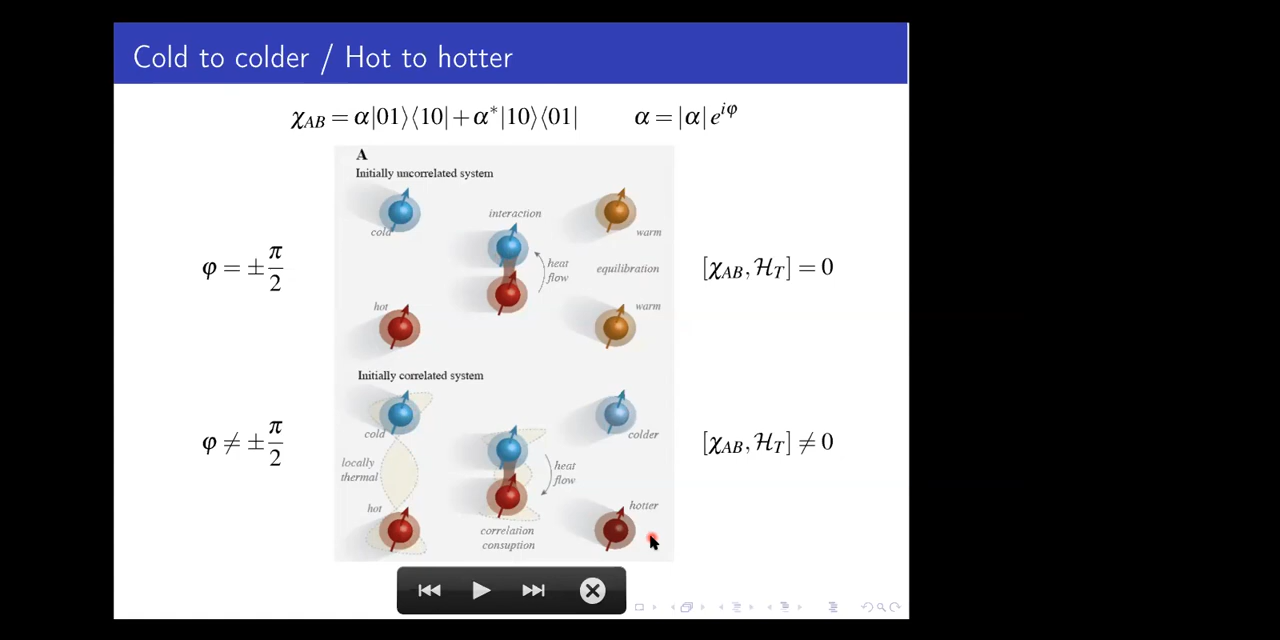 Cold to colder / Hot to hotter
χ_AB = α|01⟩⟨10| + α*|10⟩⟨01|    α = |α| e^{iφ}
A
Initially uncorrelated system
interaction
cold
warm
φ = ± π/2
heat
flow
equilibration
[χ_AB, ℋ_T] = 0
hot
warm
Initially correlated system
cold
colder
φ ≠ ± π/2
[χ_AB, ℋ_T] ≠ 0
locally
thermal
heat
flow
hot
hotter
correlation
consuption